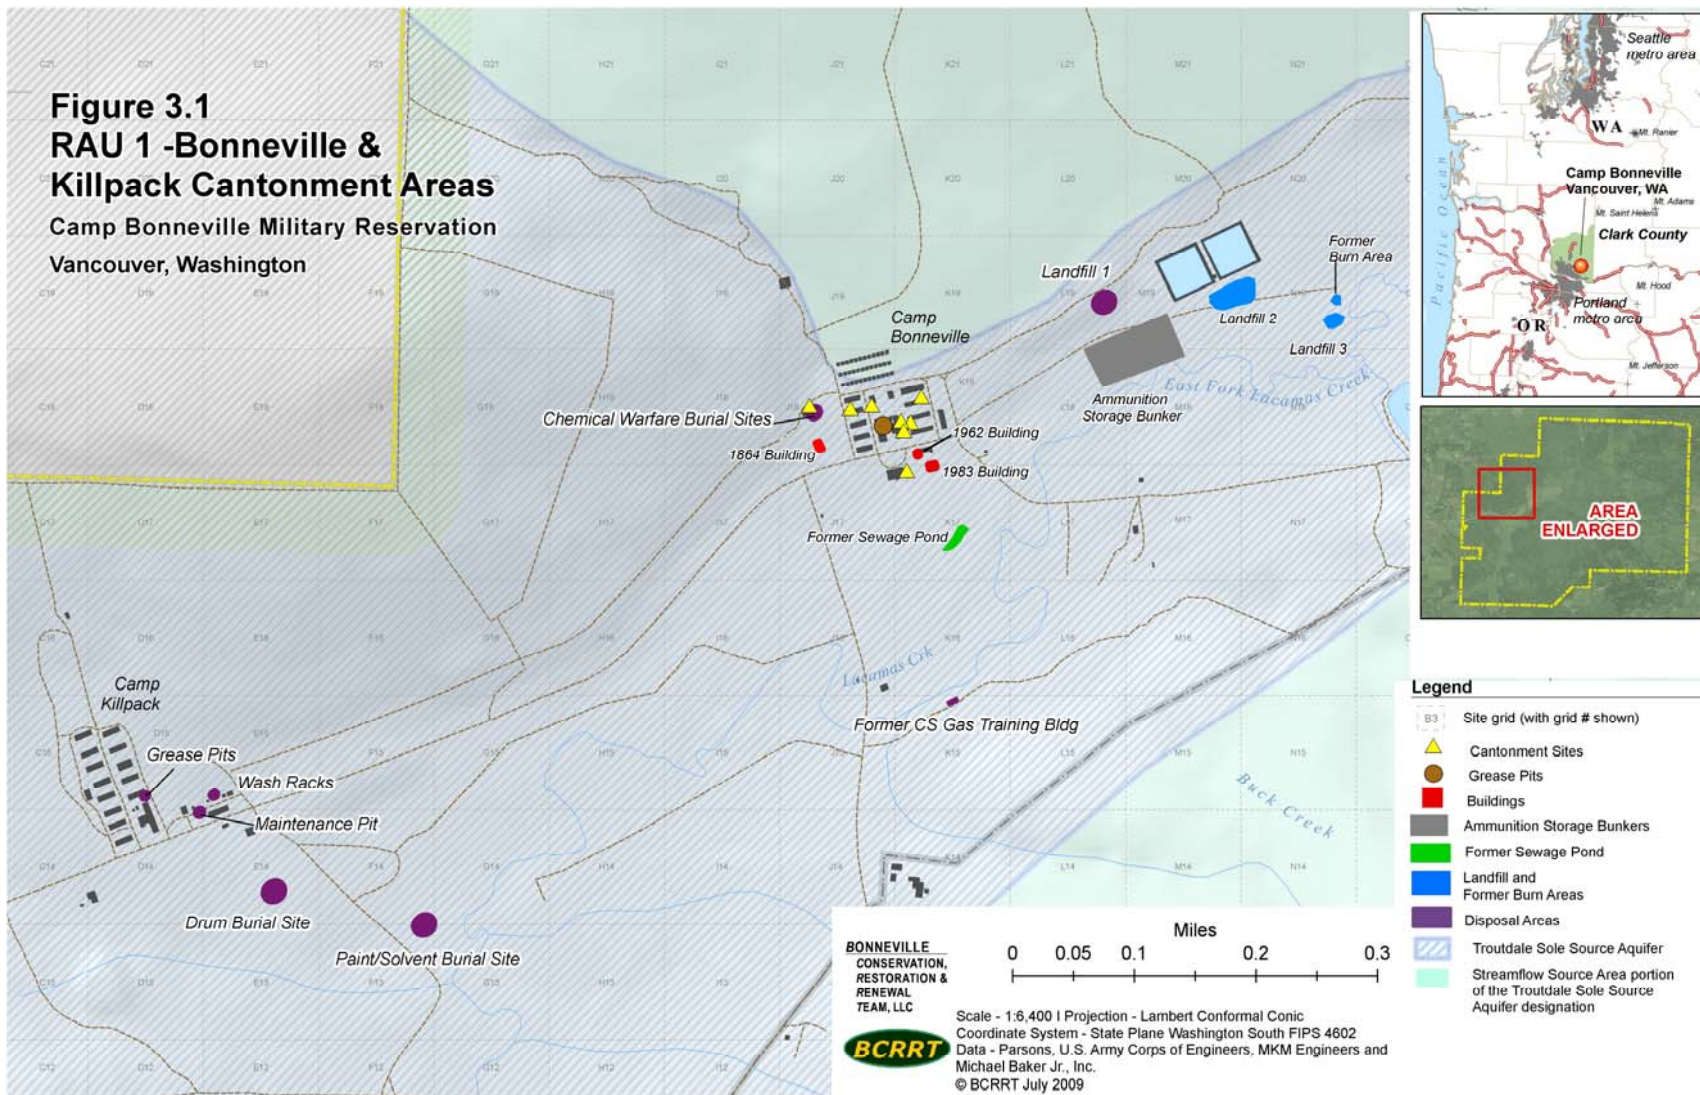 Figure 3.1
RAU 1 -Bonneville &
Killpack Cantonment Areas
Camp Bonneville Military Reservation
Vancouver, Washington
Landfill 1
Former
Burn Area
Landfill 2
Landfill 3
Camp
Bonneville
East Fork Lacamas Creek
Ammunition
Storage Bunker
Chemical Warfare Burial Sites
1864 Building
1962 Building
1983 Building
Former Sewage Pond
Lacamas Crk
Former CS Gas Training Bldg
Buck Creek
Camp
Killpack
Grease Pits
Wash Racks
Maintenance Pit
Drum Burial Site
Paint/Solvent Burial Site
Seattle
metro area
WA
Mt. Ranier
Camp Bonneville
Vancouver, WA
Mt. Adams
Mt. Saint Helens
Clark County
Pacific Ocean
Mt. Hood
Portland
metro area
OR
Mt. Jefferson
AREA
ENLARGED
Legend
B3
Site grid (with grid # shown)
Cantonment Sites
Grease Pits
Buildings
Ammunition Storage Bunkers
Former Sewage Pond
Landfill and
Former Burn Areas
Disposal Areas
Troutdale Sole Source Aquifer
Streamflow Source Area portion
of the Troutdale Sole Source
Aquifer designation
BONNEVILLE
CONSERVATION,
RESTORATION &
RENEWAL
TEAM, LLC
BCRRT
Miles
0 0.05 0.1 0.2 0.3
Scale - 1:6,400 I Projection - Lambert Conformal Conic
Coordinate System - State Plane Washington South FIPS 4602
Data - Parsons, U.S. Army Corps of Engineers, MKM Engineers and
Michael Baker Jr., Inc.
© BCRRT July 2009